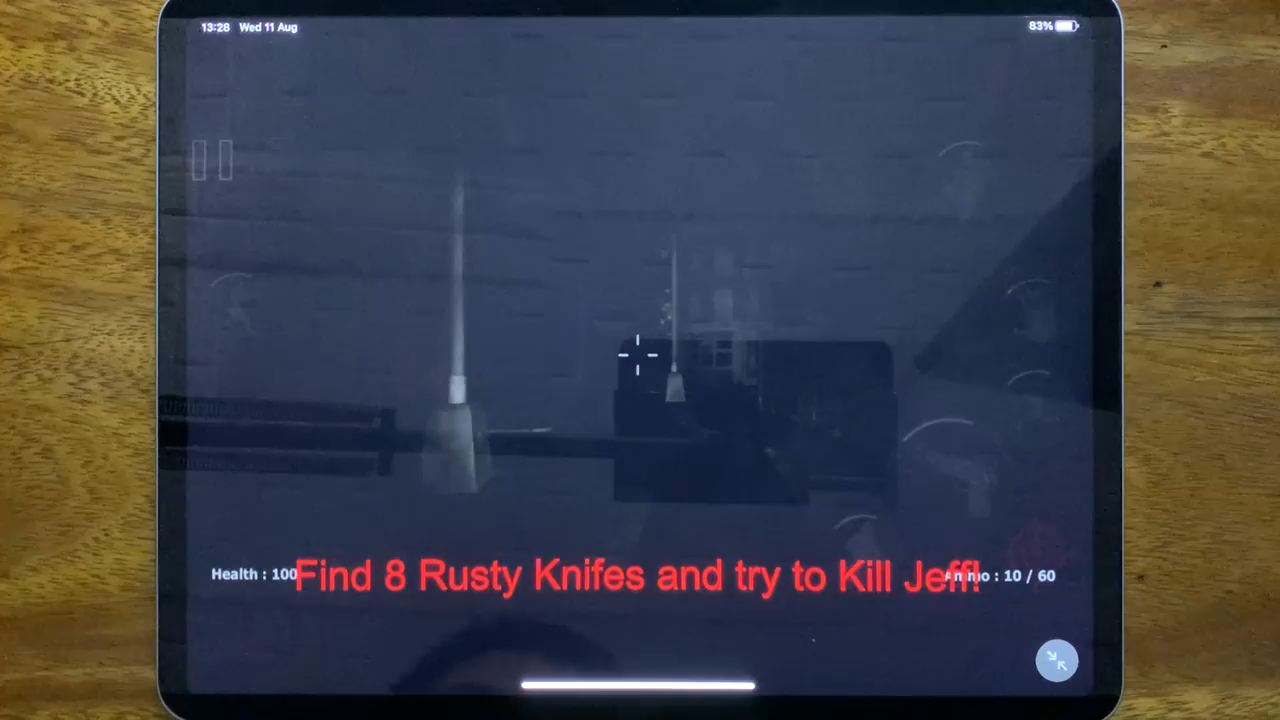 13:28 Wed 11 Aug
83%
Health : 100
Find 8 Rusty Knifes and try to Kill Jeff!
Ammo : 10 / 60